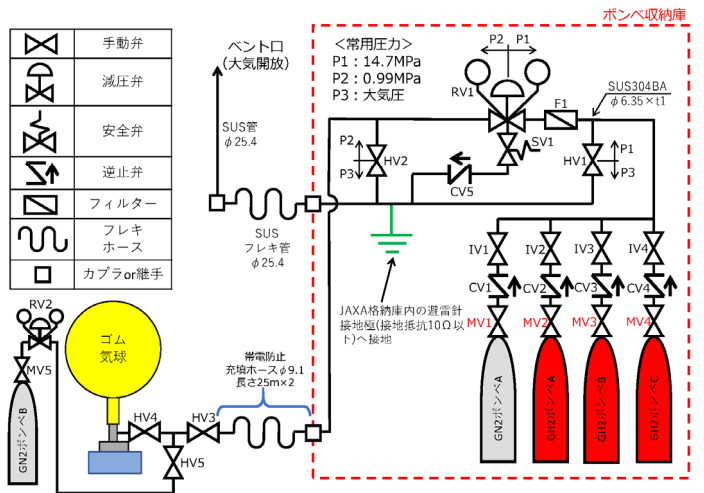 ボンベ収納庫
手動弁
減圧弁
安全弁
逆止弁
フィルター
フレキ
ホース
カプラor継手
ベント口
(大気開放)
SUS管
φ25.4
<常用圧力>
P1：14.7MPa
P2：0.99MPa
P3：大気圧
P2 P1
RV1
F1
SUS304BA
φ6.35×t1
SV1
P2
P3
HV2
CV5
HV1
P1
P3
SUS
フレキ管
φ25.4
JAXA格納庫内の避雷針
接地極(接地抵抗10Ω以
下)へ接地
IV1 IV2 IV3 IV4
CV1 CV2 CV3 CV4
MV1 MV2 MV3 MV4
GN2ボンベA
GH2ボンベA
GH2ボンベB
GH2ボンベC
RV2
MV5
GN2ボンベB
ゴム
気球
帯電防止
充填ホースφ9.1
長さ25m×2
HV4
HV3
HV5